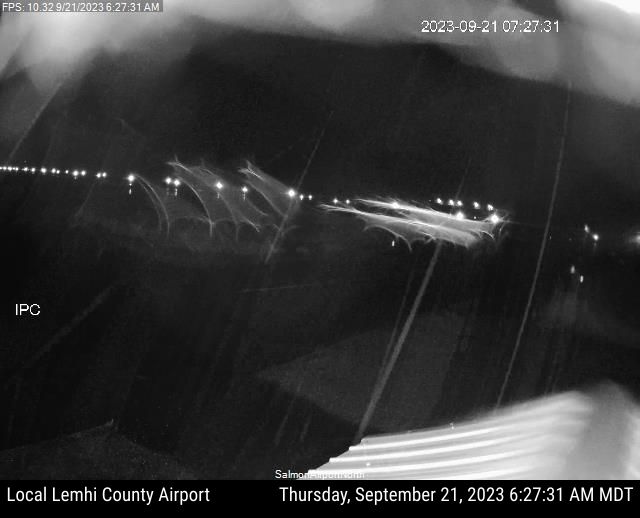 FPS: 10.32 9/21/2023 6:27:31 AM
2023-09-21 07:27:31
IPC
SalmonAirportNorth
Local Lemhi County Airport Thursday, September 21, 2023 6:27:31 AM MDT